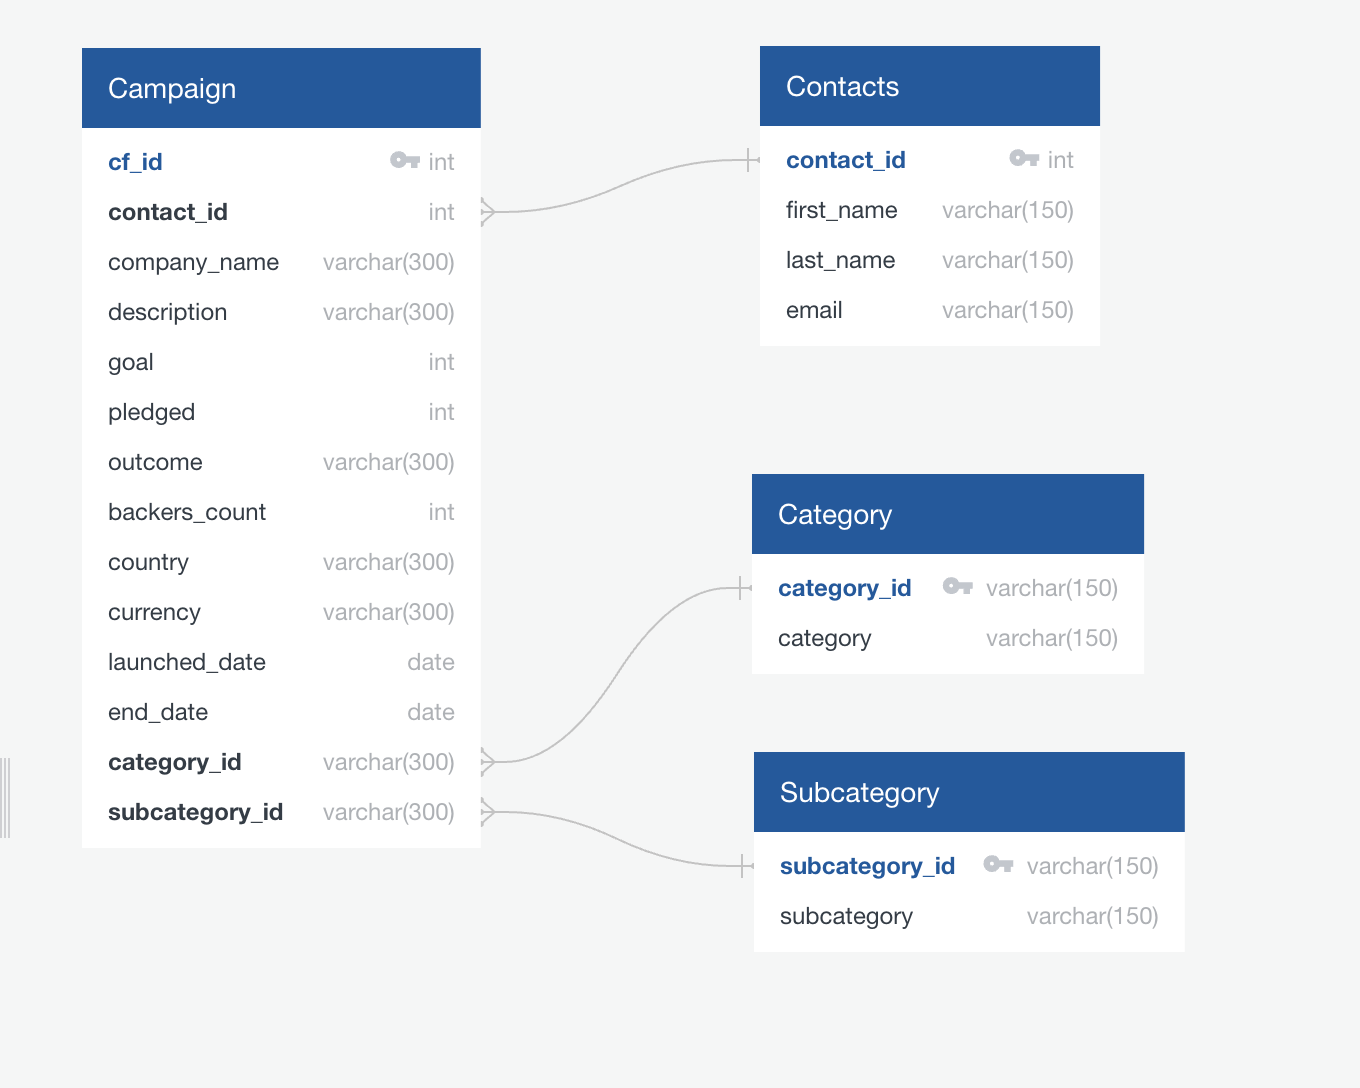 Campaign
cf_id int
contact_id int
company_name varchar(300)
description varchar(300)
goal int
pledged int
outcome varchar(300)
backers_count int
country varchar(300)
currency varchar(300)
launched_date date
end_date date
category_id varchar(300)
subcategory_id varchar(300)
Contacts
contact_id int
first_name varchar(150)
last_name varchar(150)
email varchar(150)
Category
category_id varchar(150)
category varchar(150)
Subcategory
subcategory_id varchar(150)
subcategory varchar(150)